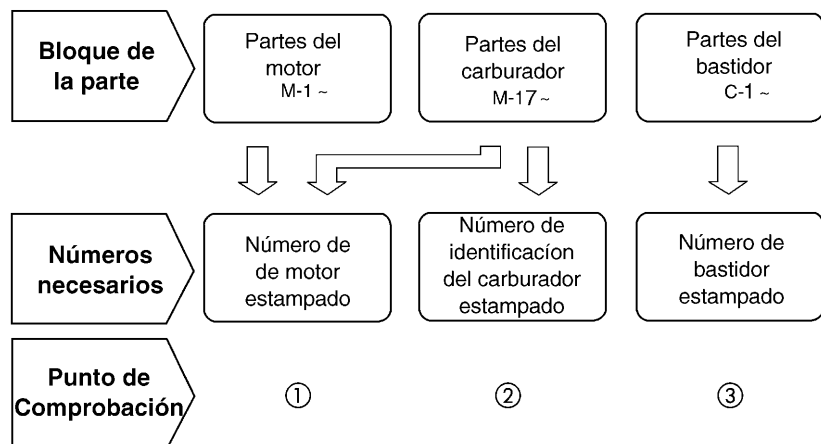 Bloque de
la parte
Partes del
motor
M-1 ~
Partes del
carburador
M-17 ~
Partes del
bastidor
C-1 ~
Números
necesarios
Número de
de motor
estampado
Número de
identificacíon
del carburador
estampado
Número de
bastidor
estampado
Punto de
Comprobación
①
②
③